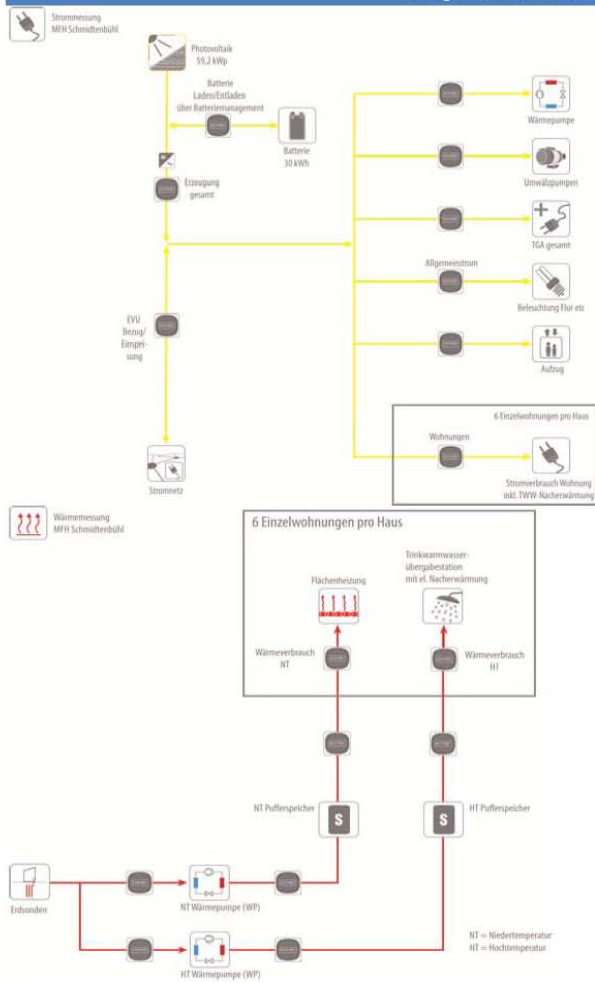 Strommessung
MFH Schmidtenbühl
Photovoltaik
59,2 kWp
Batterie
Laden/Entladen
über Batteriemanagement
Batterie
30 kWh
Erzeugung
gesamt
EVU
Bezug/
Einspei-
sung
Stromnetz
Wärmepumpe
Umwälzpumpen
TGA gesamt
Allgemeinstrom
Beleuchtung Flur etc
Aufzug
6 Einzelwohnungen pro Haus
Wohnungen
Stromverbrauch Wohnung
inkl. TWW-Nacherwärmung
Wärmemessung
MFH Schmidtenbühl
6 Einzelwohnungen pro Haus
Flächenheizung
Trinkwarmwasser-
übergabestation
mit el. Nacherwärmung
Wärmeverbrauch
NT
Wärmeverbrauch
HT
NT Pufferspeicher
S
S
HT Pufferspeicher
Erdsonden
NT Wärmepumpe (WP)
HT Wärmepumpe (WP)
NT = Niedertemperatur
HT = Hochtemperatur